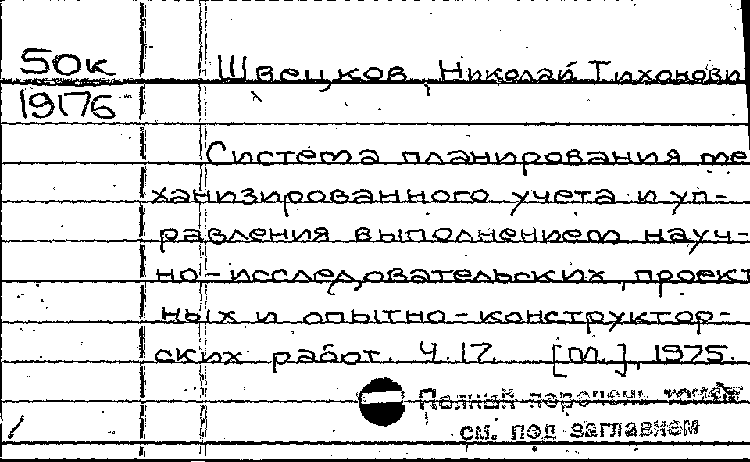 50к
19176
Швецков, Николай Тихонови
Система планирования ме
ханизированного учета и уп-
равления выполнением науч-
но-исследовательских, проект
ных и опытно-конструктор-
ских работ. Ч. 17. [М.], 1975.
Полный перечень томов
см. под заглавием